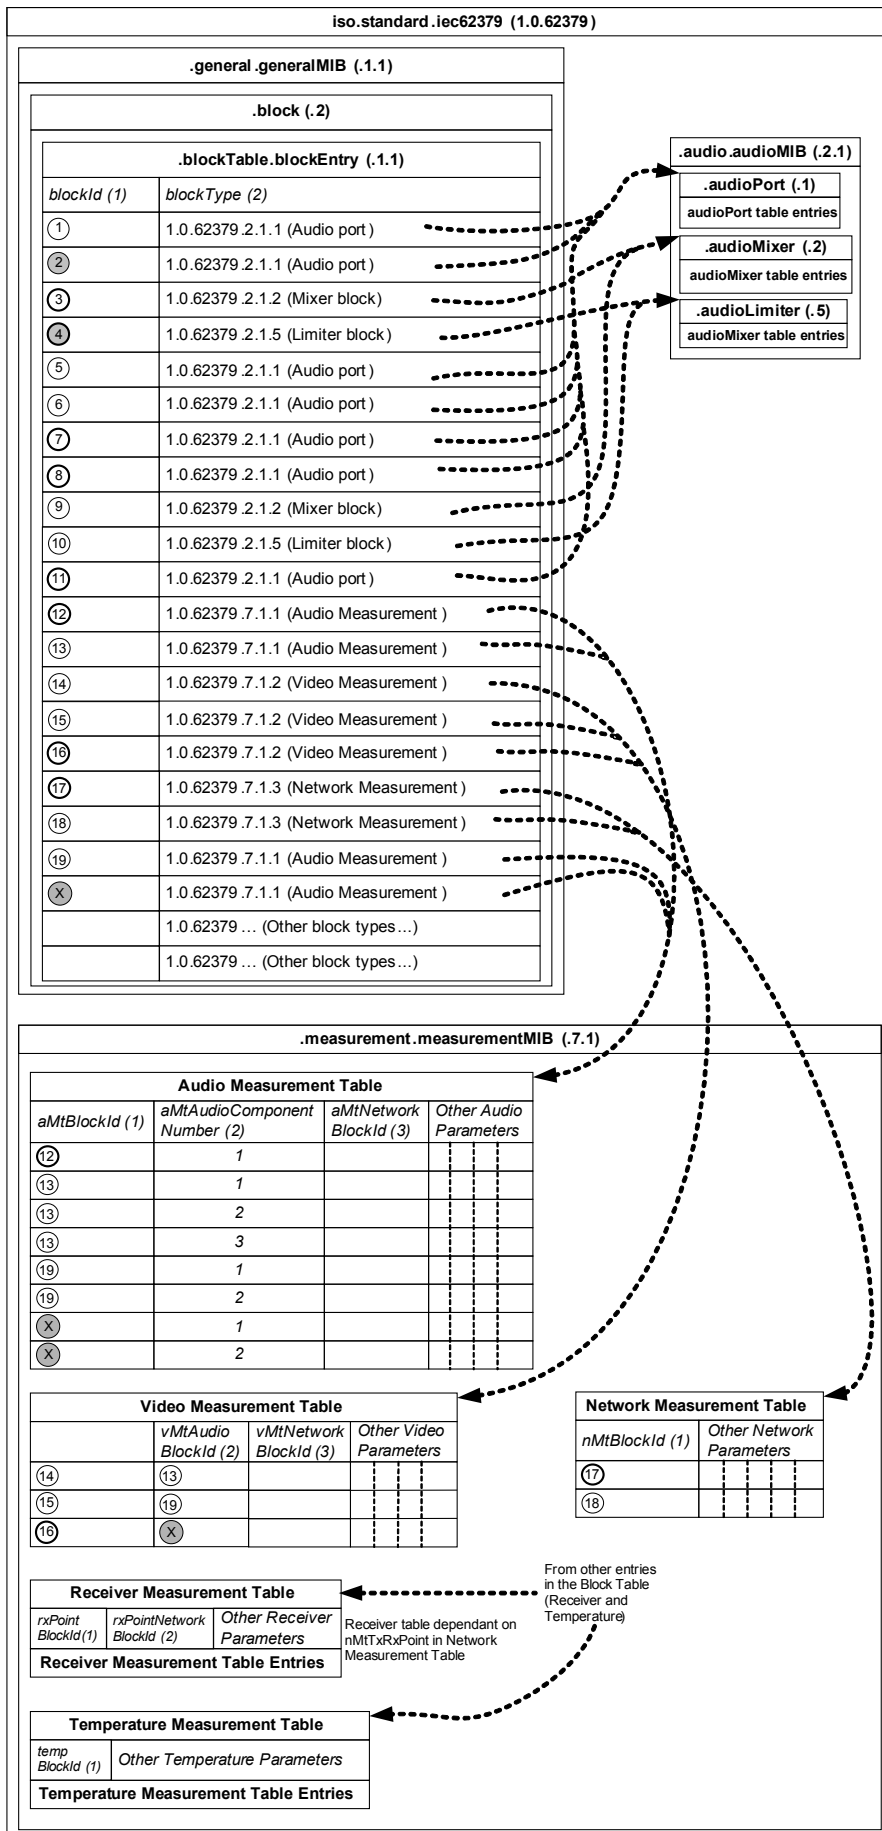 iso.standard.iec62379 (1.0.62379)
.general.generalMIB (.1.1)
.block (.2)
.blockTable.blockEntry (.1.1)
blockId (1) blockType (2)
1 1.0.62379.2.1.1 (Audio port)
2 1.0.62379.2.1.1 (Audio port)
3 1.0.62379.2.1.2 (Mixer block)
4 1.0.62379.2.1.5 (Limiter block)
5 1.0.62379.2.1.1 (Audio port)
6 1.0.62379.2.1.1 (Audio port)
7 1.0.62379.2.1.1 (Audio port)
8 1.0.62379.2.1.1 (Audio port)
9 1.0.62379.2.1.2 (Mixer block)
10 1.0.62379.2.1.5 (Limiter block)
11 1.0.62379.2.1.1 (Audio port)
12 1.0.62379.7.1.1 (Audio Measurement)
13 1.0.62379.7.1.1 (Audio Measurement)
14 1.0.62379.7.1.2 (Video Measurement)
15 1.0.62379.7.1.2 (Video Measurement)
16 1.0.62379.7.1.2 (Video Measurement)
17 1.0.62379.7.1.3 (Network Measurement)
18 1.0.62379.7.1.3 (Network Measurement)
19 1.0.62379.7.1.1 (Audio Measurement)
X 1.0.62379.7.1.1 (Audio Measurement)
1.0.62379 ... (Other block types...)
1.0.62379 ... (Other block types...)
.audio.audioMIB (.2.1)
.audioPort (.1)
audioPort table entries
.audioMixer (.2)
audioMixer table entries
.audioLimiter (.5)
audioMixer table entries
.measurement.measurementMIB (.7.1)
Audio Measurement Table
aMtBlockId (1) aMtAudioComponent aMtNetwork Other Audio
Number (2) BlockId (3) Parameters
12 1
13 1
13 2
13 3
19 1
19 2
X 1
X 2
Video Measurement Table
vMtAudio vMtNetwork Other Video
BlockId (2) BlockId (3) Parameters
14 13
15 19
16 X
Network Measurement Table
nMtBlockId (1) Other Network
Parameters
17
18
Receiver Measurement Table
rxPoint rxPointNetwork Other Receiver
BlockId(1) BlockId (2) Parameters
Receiver Measurement Table Entries
From other entries
in the Block Table
(Receiver and
Temperature)
Receiver table dependant on
nMtTxRxPoint in Network
Measurement Table
Temperature Measurement Table
temp Other Temperature Parameters
BlockId (1)
Temperature Measurement Table Entries